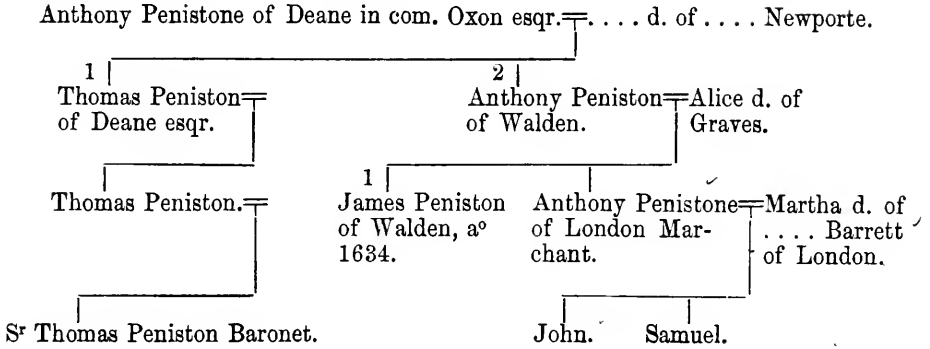 Anthony Penistone of Deane in com. Oxon esqr.=. . . . d. of . . . . Newporte.
1 2
Thomas Peniston= Anthony Peniston=Alice d. of
of Deane esqr. of Walden. Graves.
1
Thomas Peniston.= James Peniston Anthony Penistone=Martha d. of
of Walden, aº of London Mar- . . . . Barrett
1634. chant. of London.
Sr Thomas Peniston Baronet. John. Samuel.